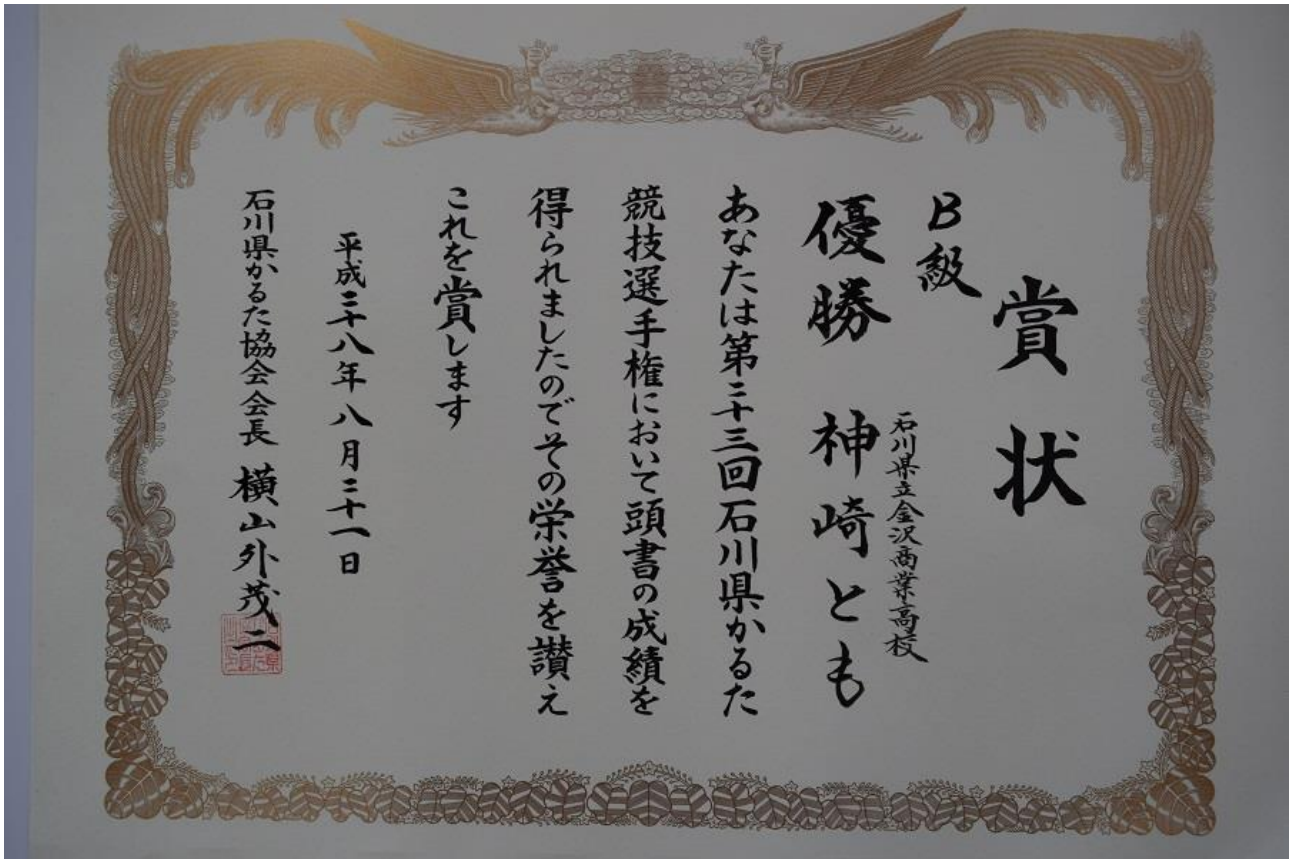 賞状
B級
石川県立金沢商業高校
優勝 神崎とも
あなたは第二十三回石川県かるた
競技選手権において頭書の成績を
得られましたのでその栄誉を讃え
これを賞します
平成二十八年八月二十一日
石川県かるた協会会長 横山外茂二